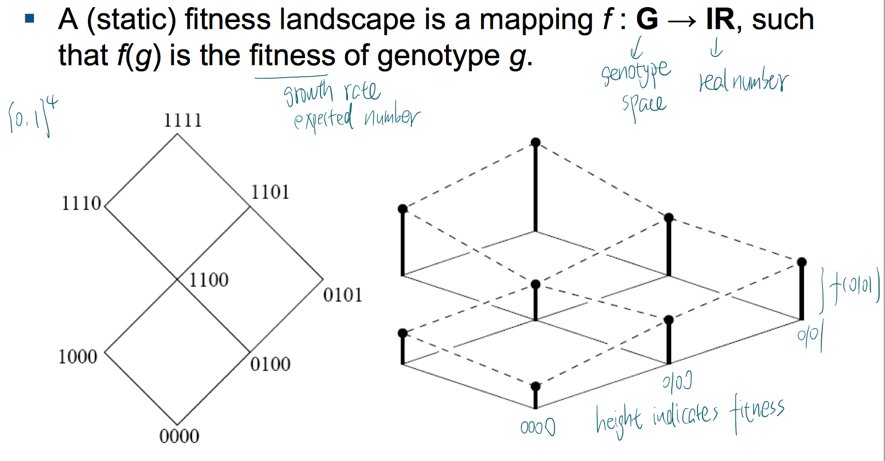 ▪ A (static) fitness landscape is a mapping f : G → IR, such
that f(g) is the fitness of genotype g.
genotype
space
real number
growth rate
expected number
{0,1}^4
1111
1110
1101
1100
0101
1000
0100
0000
f(0101)
0101
0100
0000
height indicates fitness